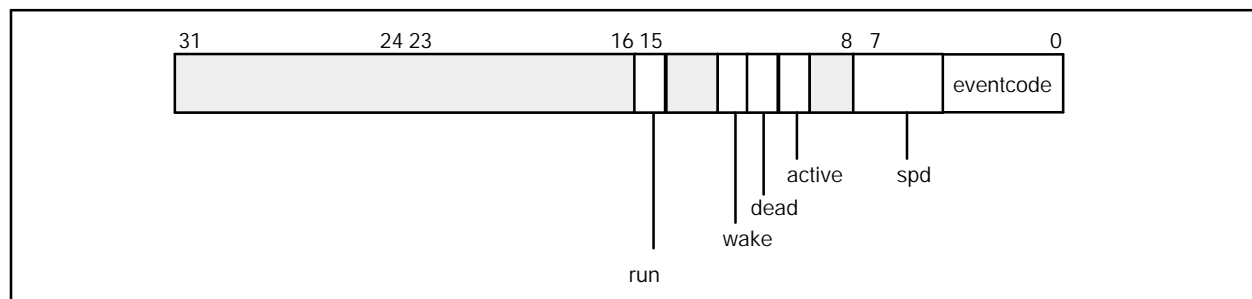 31 24 23 16 15 8 7 0
eventcode
active spd
dead
wake
run